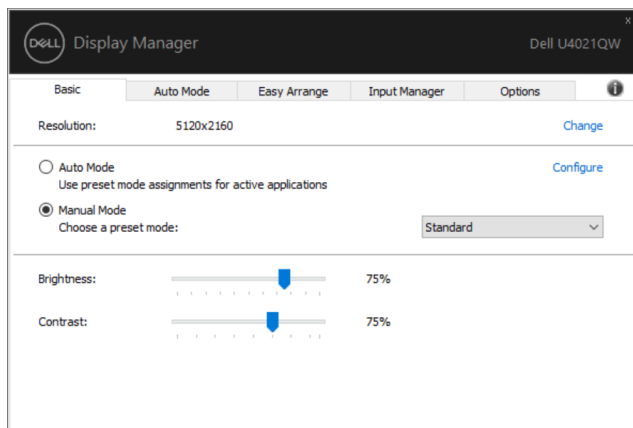 DELL Display Manager Dell U4021QW
x
Basic Auto Mode Easy Arrange Input Manager Options i
Resolution: 5120x2160 Change
Auto Mode Configure
Use preset mode assignments for active applications
Manual Mode
Choose a preset mode: Standard
Brightness: 75%
Contrast: 75%